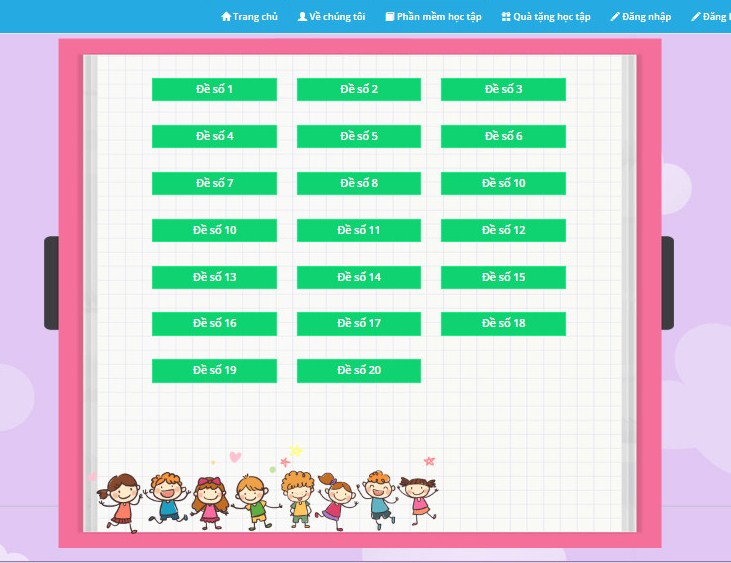 Trang chủ Về chúng tôi Phần mềm học tập Quà tặng học tập Đăng nhập Đăng
Đề số 1 Đề số 2 Đề số 3
Đề số 4 Đề số 5 Đề số 6
Đề số 7 Đề số 8 Đề số 10
Đề số 10 Đề số 11 Đề số 12
Đề số 13 Đề số 14 Đề số 15
Đề số 16 Đề số 17 Đề số 18
Đề số 19 Đề số 20